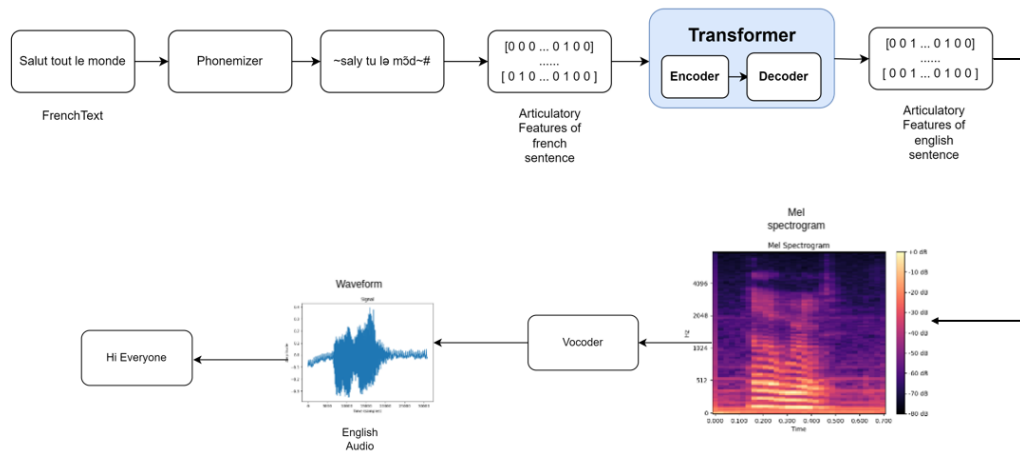 Salut tout le monde
Phonemizer
~saly tu lə mɔ̃d~#
[0 0 0 ... 0 1 0 0]
......
[ 0 1 0 ... 0 1 0 0 ]
Transformer
Encoder
Decoder
[0 0 1 ... 0 1 0 0]
......
[ 0 0 1 ... 0 1 0 0 ]
FrenchText
Articulatory
Features of
french
sentence
Articulatory
Features of
english
sentence
Mel
spectrogram
Mel Spectrogram
+0 dB
-10 dB
-20 dB
-30 dB
-40 dB
-50 dB
-60 dB
-70 dB
-80 dB
4096
2048
1024
512
0
Hz
0.000 0.100 0.200 0.300 0.400 0.500 0.600 0.700
Time
Vocoder
Waveform
Signal
English
Audio
Hi Everyone